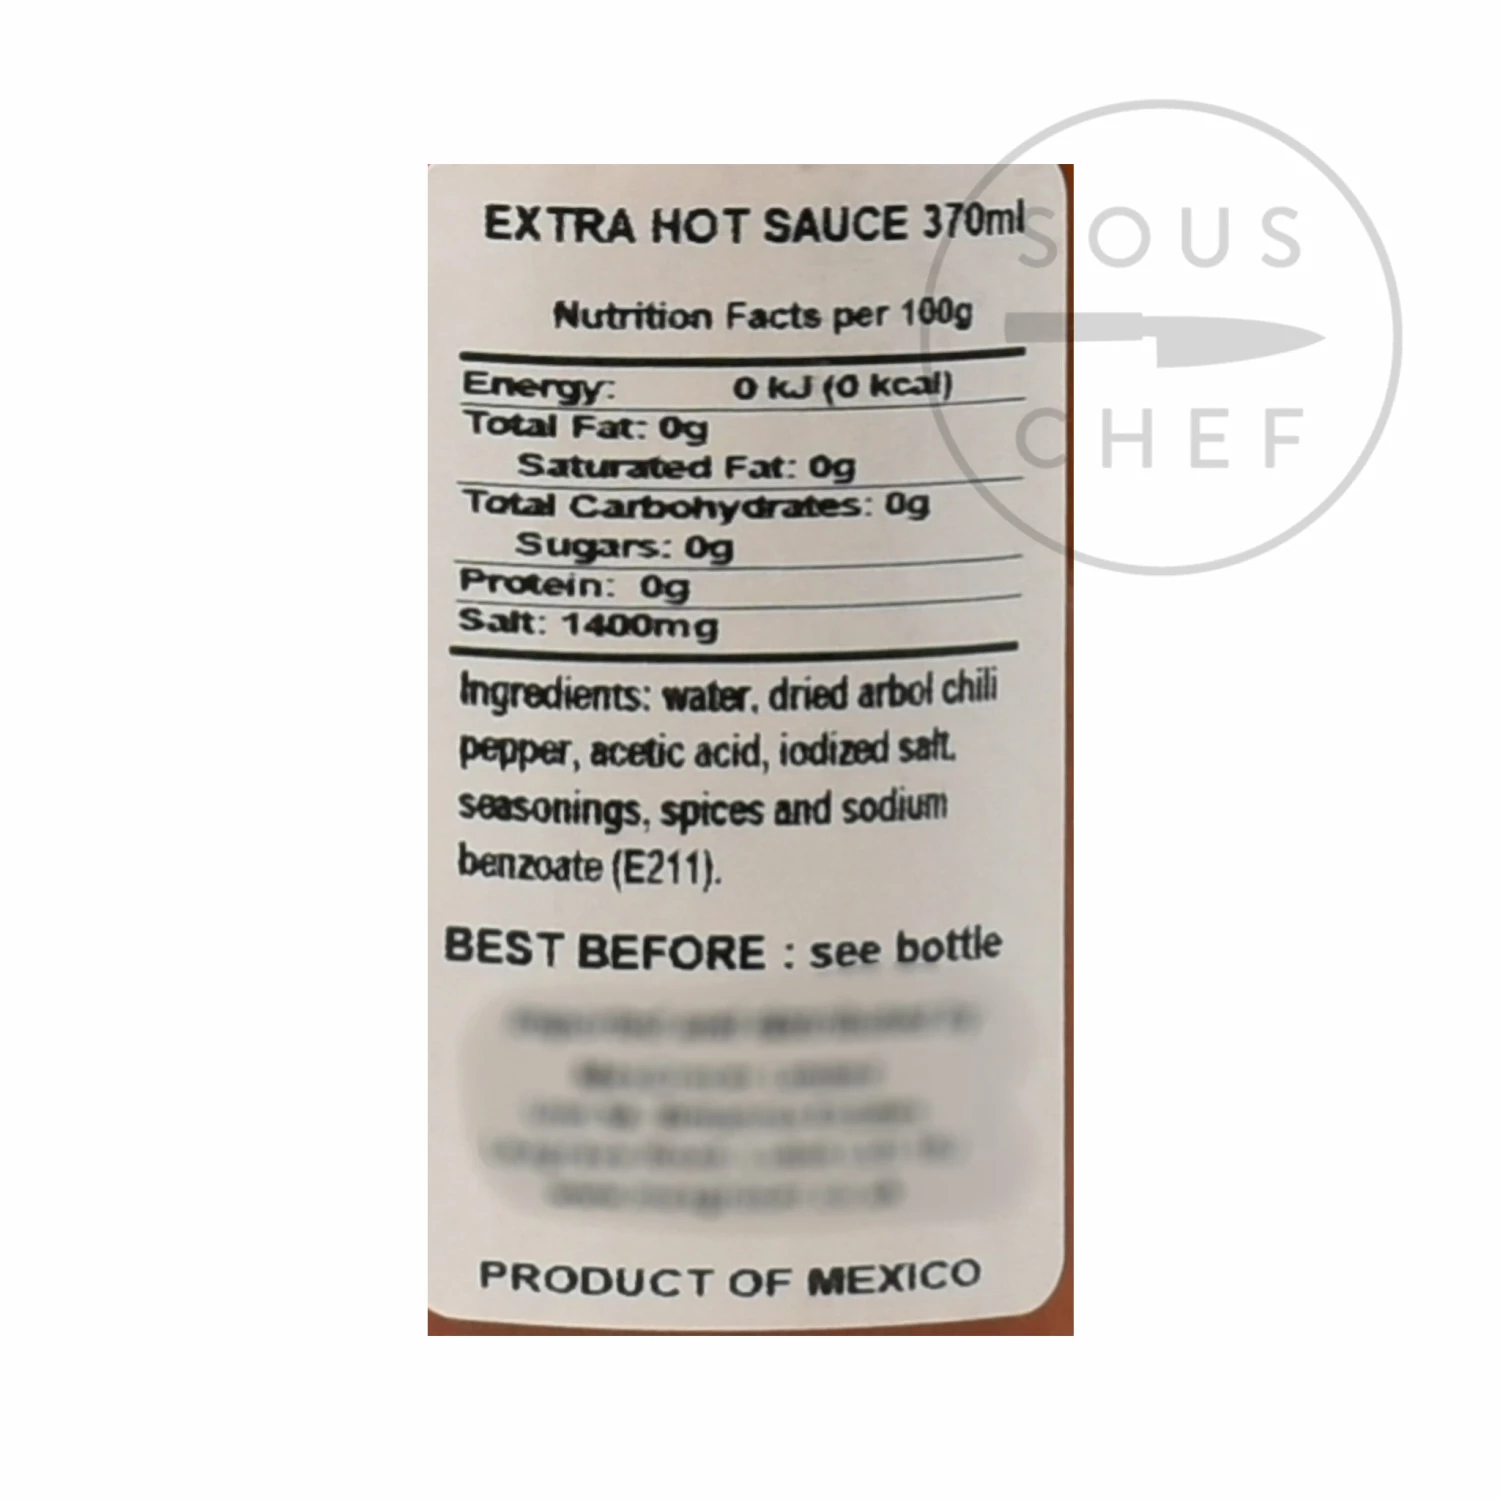 EXTRA HOT SAUCE 370ml
Nutrition Facts per 100g
Energy: 0 kJ (0 kcal)
Total Fat: 0g
Saturated Fat: 0g
Total Carbohydrates: 0g
Sugars: 0g
Protein: 0g
Salt: 1400mg
Ingredients: water, dried arbol chili
pepper, acetic acid, iodized salt,
seasonings, spices and sodium
benzoate (E211).
BEST BEFORE : see bottle
PRODUCT OF MEXICO
SOUS
CHEF